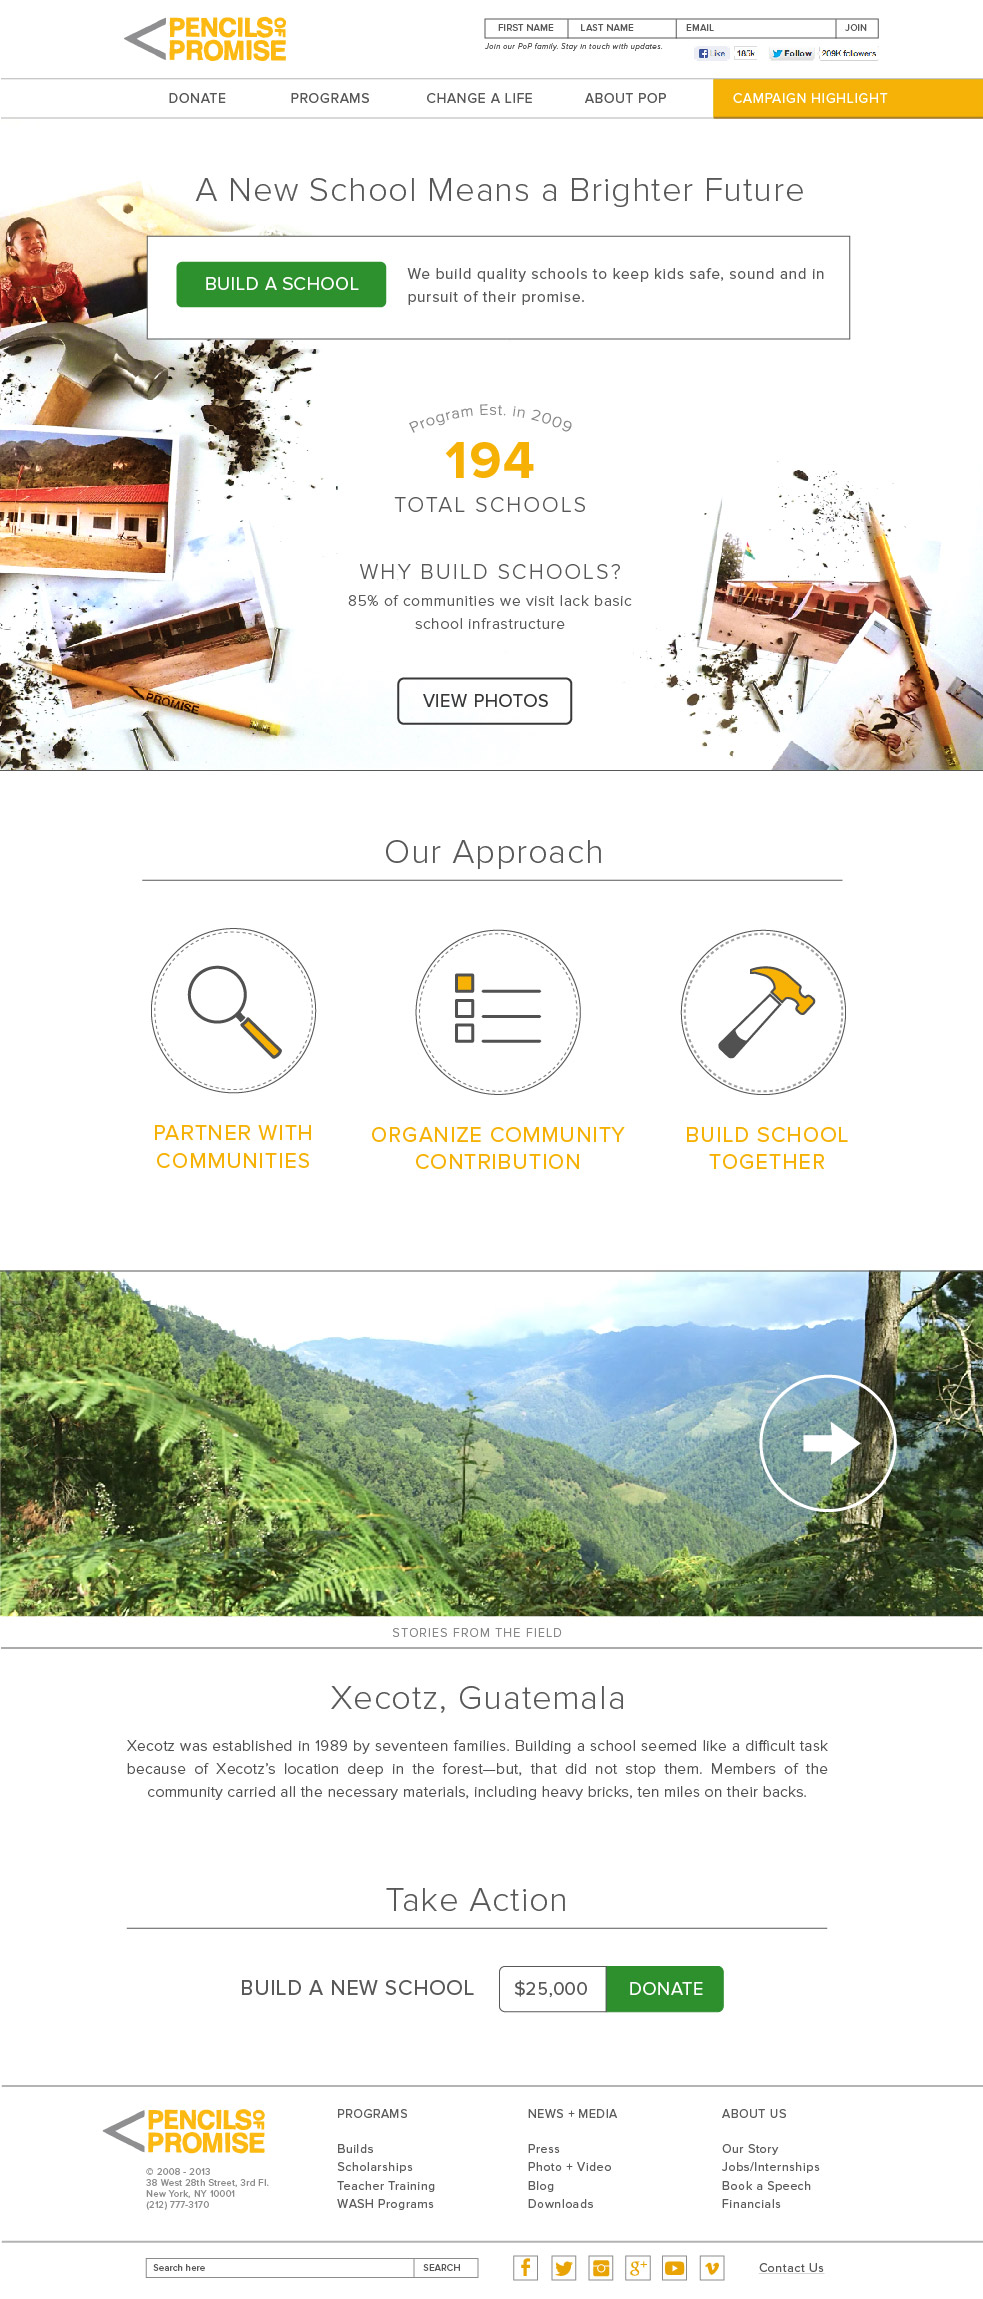 PENCILS OF
PROMISE
FIRST NAME LAST NAME EMAIL JOIN
Join our PoP family. Stay in touch with updates.
Like 185k Follow 209K followers
DONATE PROGRAMS CHANGE A LIFE ABOUT POP CAMPAIGN HIGHLIGHT
A New School Means a Brighter Future
BUILD A SCHOOL
We build quality schools to keep kids safe, sound and in
pursuit of their promise.
Program Est. in 2009
194
TOTAL SCHOOLS
WHY BUILD SCHOOLS?
85% of communities we visit lack basic
school infrastructure
VIEW PHOTOS
PROMISE
2
Our Approach
PARTNER WITH
COMMUNITIES
ORGANIZE COMMUNITY
CONTRIBUTION
BUILD SCHOOL
TOGETHER
STORIES FROM THE FIELD
Xecotz, Guatemala
Xecotz was established in 1989 by seventeen families. Building a school seemed like a difficult task
because of Xecotz’s location deep in the forest—but, that did not stop them. Members of the
community carried all the necessary materials, including heavy bricks, ten miles on their backs.
Take Action
BUILD A NEW SCHOOL $25,000 DONATE
PENCILS OF
PROMISE
© 2008 - 2013
38 West 28th Street, 3rd Fl.
New York, NY 10001
(212) 777-3170
PROGRAMS
Builds
Scholarships
Teacher Training
WASH Programs
NEWS + MEDIA
Press
Photo + Video
Blog
Downloads
ABOUT US
Our Story
Jobs/Internships
Book a Speech
Financials
Search here SEARCH
Contact Us